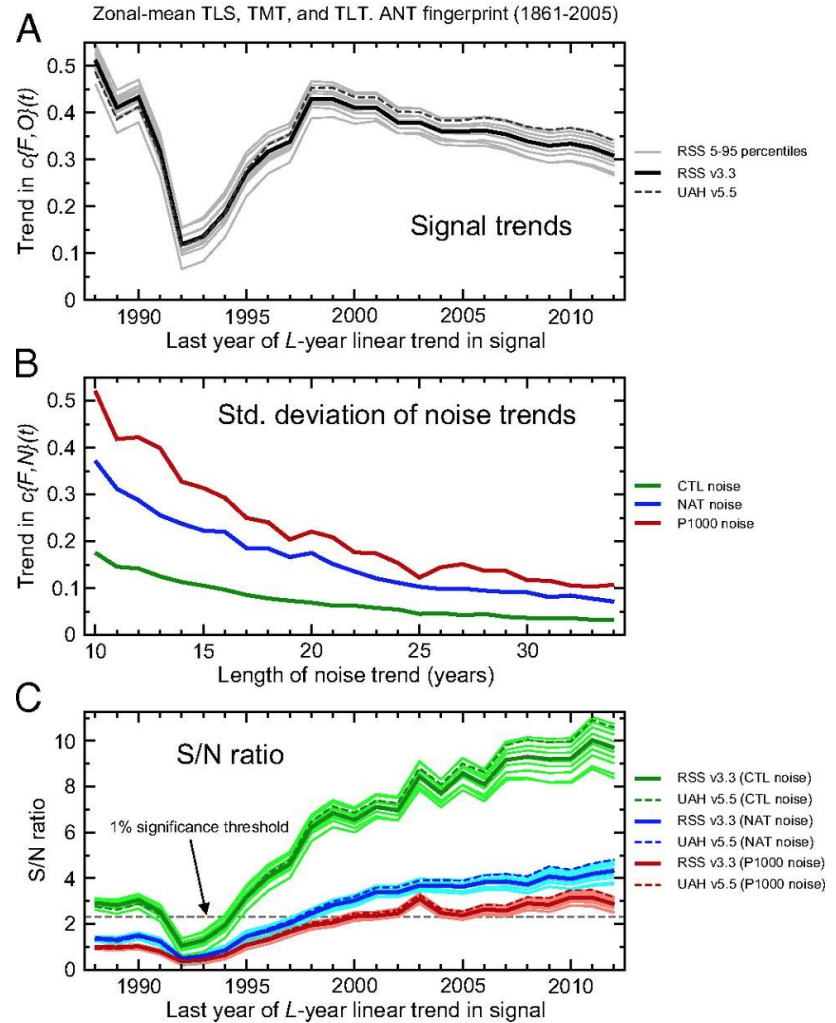 Zonal-mean TLS, TMT, and TLT. ANT fingerprint (1861-2005)
A
0.5
0.4
0.3
0.2
0.1
0
Trend in c{F,O}(t)
Signal trends
RSS 5-95 percentiles
RSS v3.3
UAH v5.5
1990 1995 2000 2005 2010
Last year of L-year linear trend in signal
B
0.5
0.4
0.3
0.2
0.1
0
Trend in c{F,N}(t)
Std. deviation of noise trends
CTL noise
NAT noise
P1000 noise
10 15 20 25 30
Length of noise trend (years)
C
10
8
6
4
2
0
S/N ratio
S/N ratio
1% significance threshold
RSS v3.3 (CTL noise)
UAH v5.5 (CTL noise)
RSS v3.3 (NAT noise)
UAH v5.5 (NAT noise)
RSS v3.3 (P1000 noise)
UAH v5.5 (P1000 noise)
1990 1995 2000 2005 2010
Last year of L-year linear trend in signal